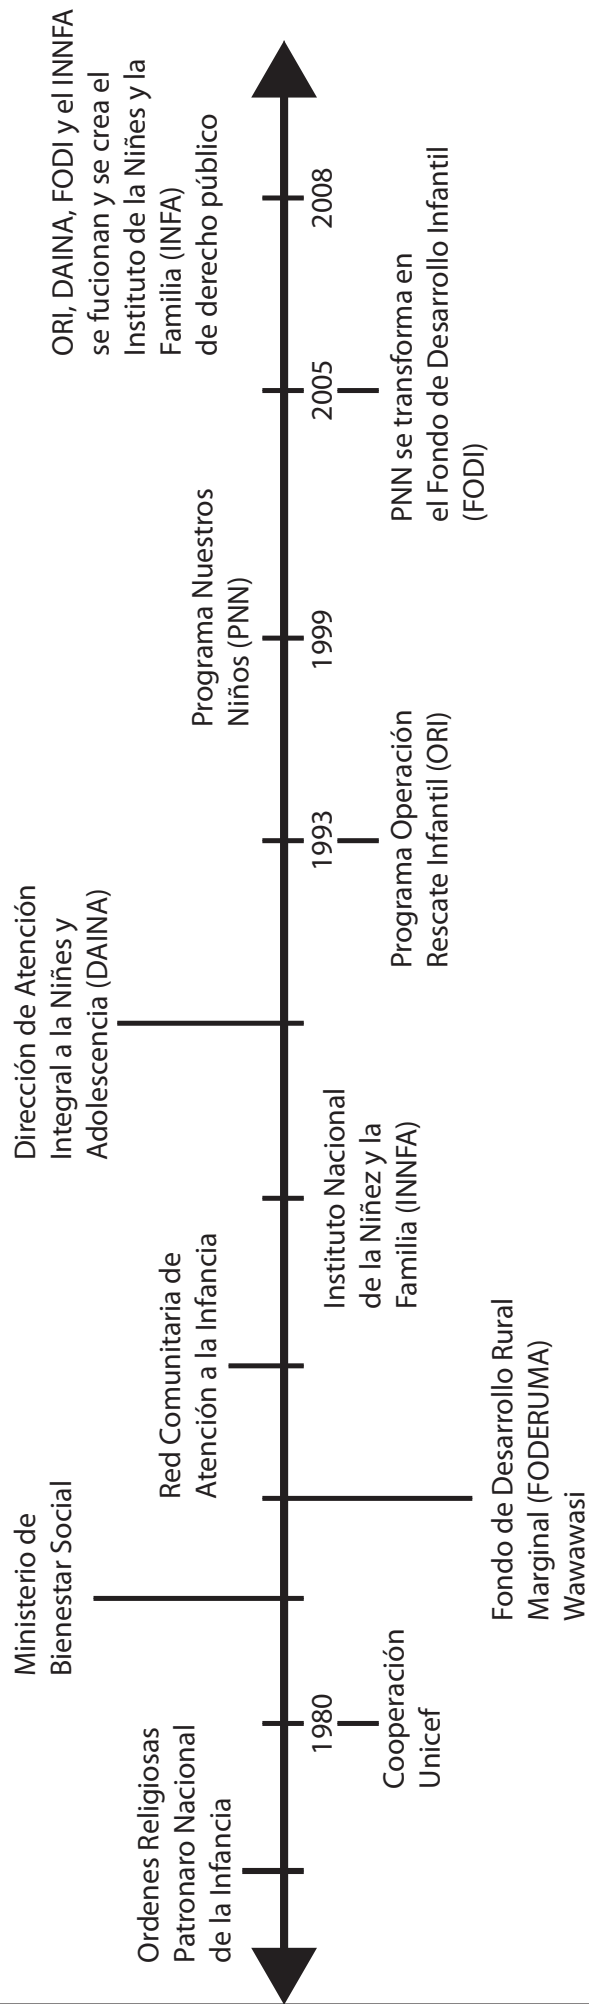 Ordenes Religiosas
Patronaro Nacional
de la Infancia
1980
Cooperación
Unicef
Ministerio de
Bienestar Social
Fondo de Desarrollo Rural
Marginal (FODERUMA)
Wawawasi
Red Comunitaria de
Atención a la Infancia
Instituto Nacional
de la Niñez y la
Familia (INNFA)
Dirección de Atención
Integral a la Niñes y
Adolescencia (DAINA)
1993
Programa Operación
Rescate Infantil (ORI)
Programa Nuestros
Niños (PNN)
1999
2005
PNN se transforma en
el Fondo de Desarrollo Infantil
(FODI)
ORI, DAINA, FODI y el INNFA
se fucionan y se crea el
Instituto de la Niñes y la
Familia (INFA)
de derecho público
2008